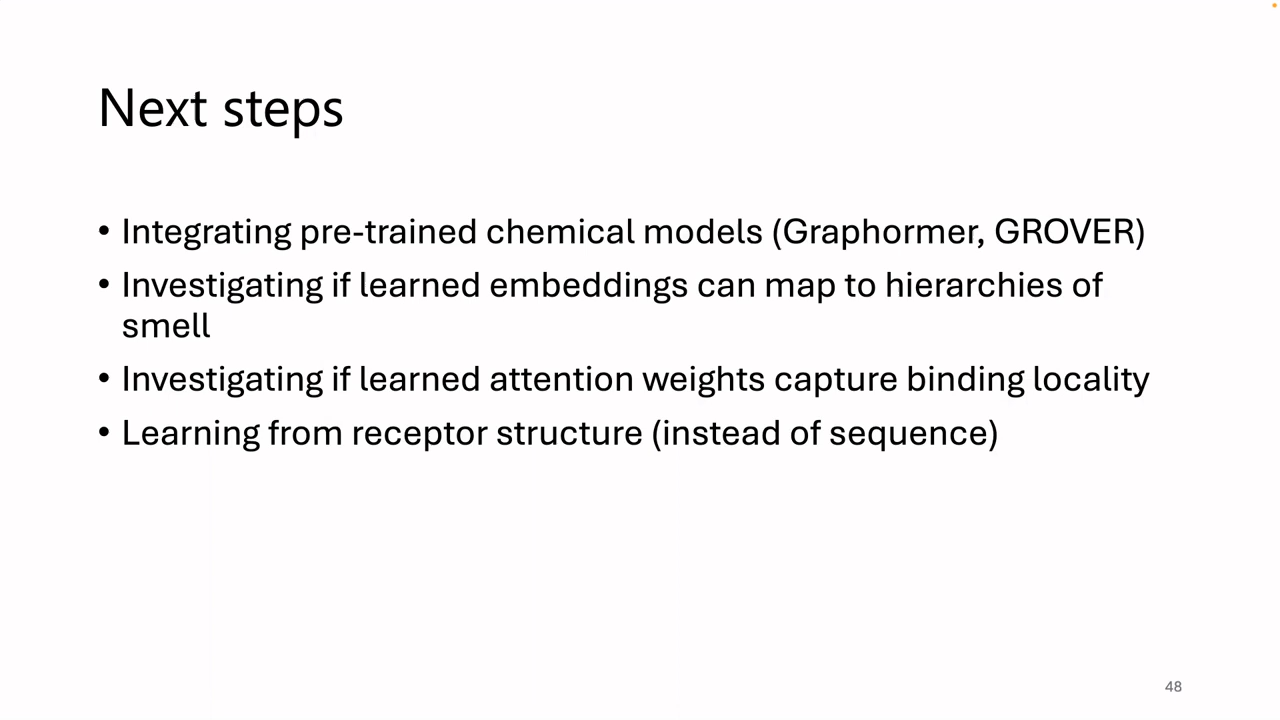 Next steps
• Integrating pre-trained chemical models (Graphormer, GROVER)
• Investigating if learned embeddings can map to hierarchies of
smell
• Investigating if learned attention weights capture binding locality
• Learning from receptor structure (instead of sequence)
48